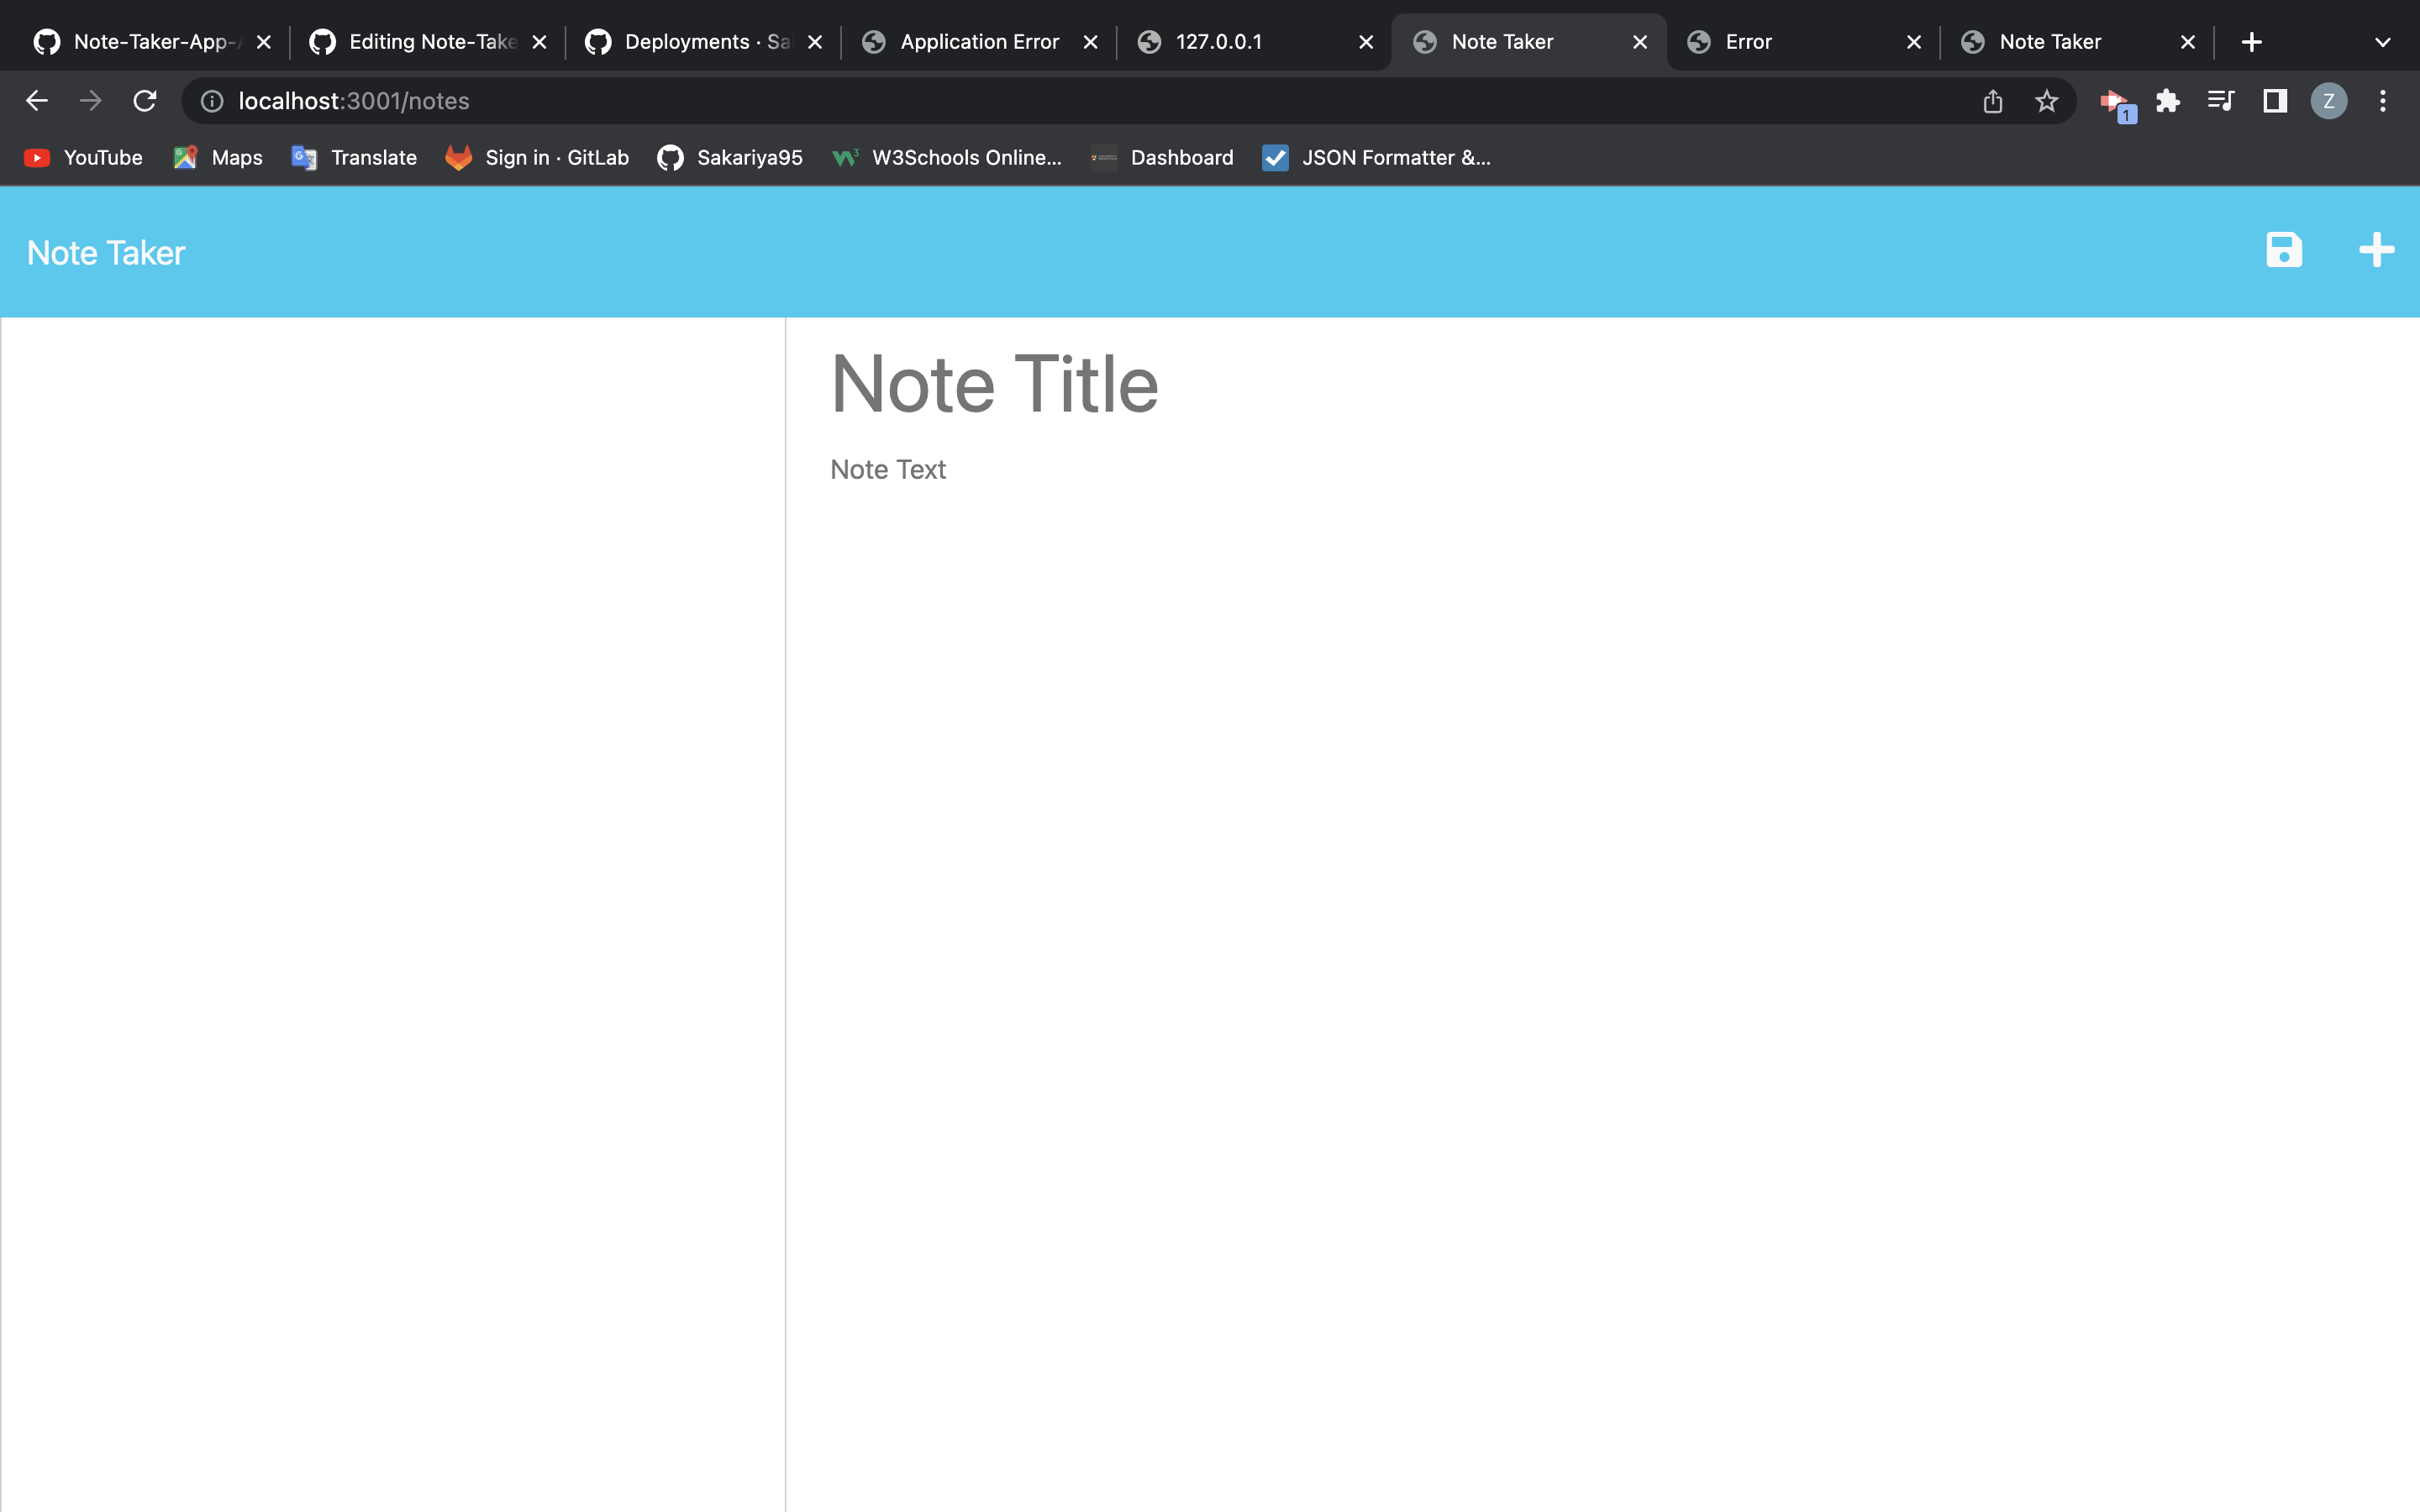 Note-Taker-App-
Editing Note-Take
Deployments · Sa
Application Error
127.0.0.1
Note Taker
Error
Note Taker
localhost:3001/notes
1
Z
YouTube
Maps
Translate
Sign in · GitLab
Sakariya95
W3Schools Online...
Dashboard
JSON Formatter &...
Note Taker
Note Title
Note Text